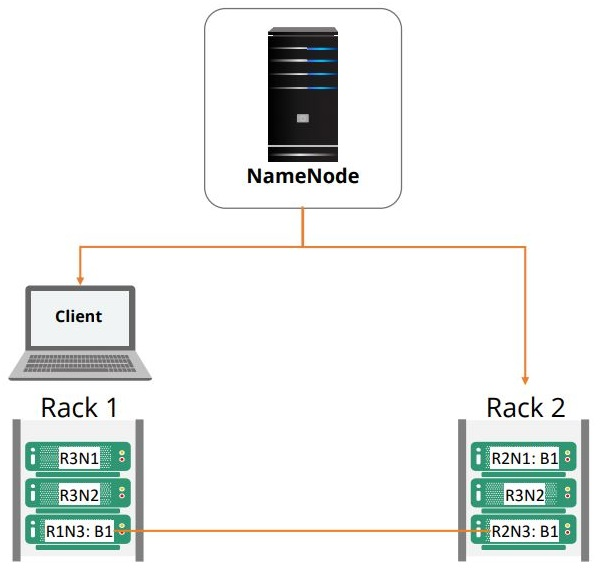 NameNode
Client
Rack 1
R3N1
R3N2
R1N3: B1
Rack 2
R2N1: B1
R3N2
R2N3: B1